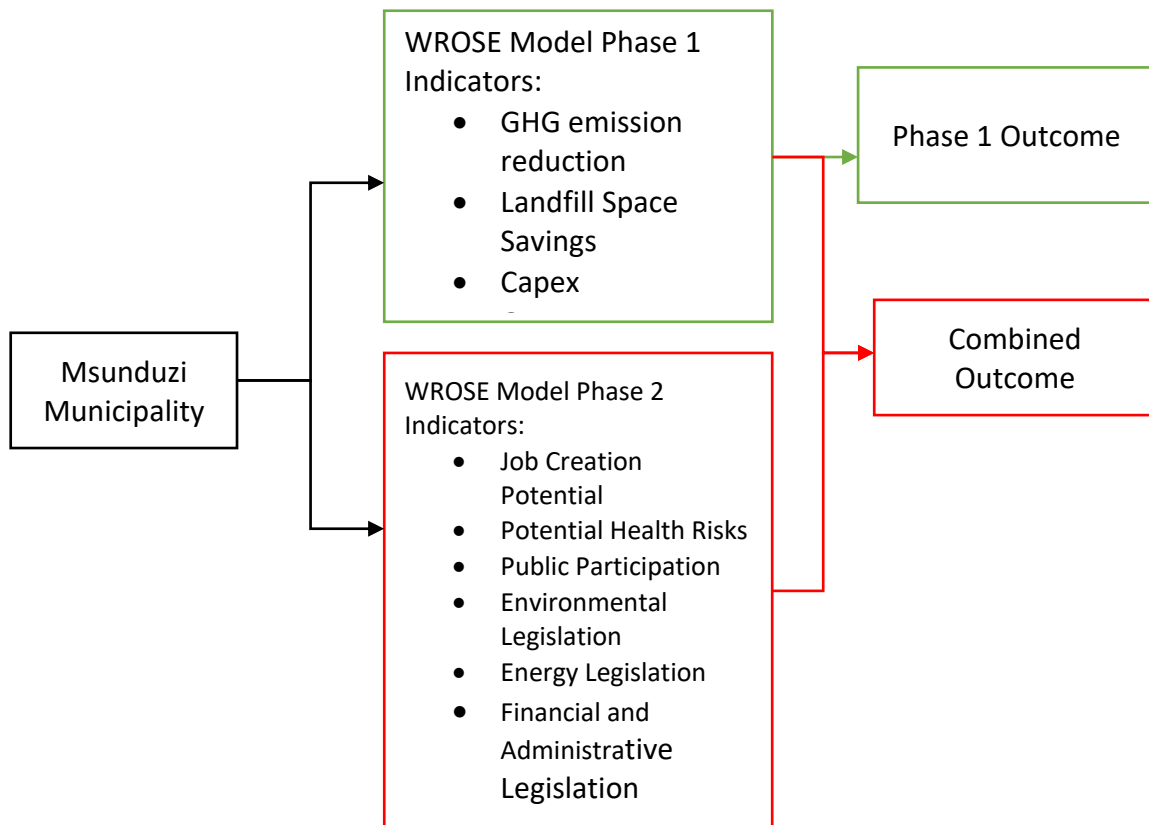 WROSE Model Phase 1
Indicators:
• GHG emission
reduction
• Landfill Space
Savings
• Capex
Phase 1 Outcome
Msunduzi
Municipality
Combined
Outcome
WROSE Model Phase 2
Indicators:
• Job Creation
Potential
• Potential Health Risks
• Public Participation
• Environmental
Legislation
• Energy Legislation
• Financial and
Administrative
Legislation